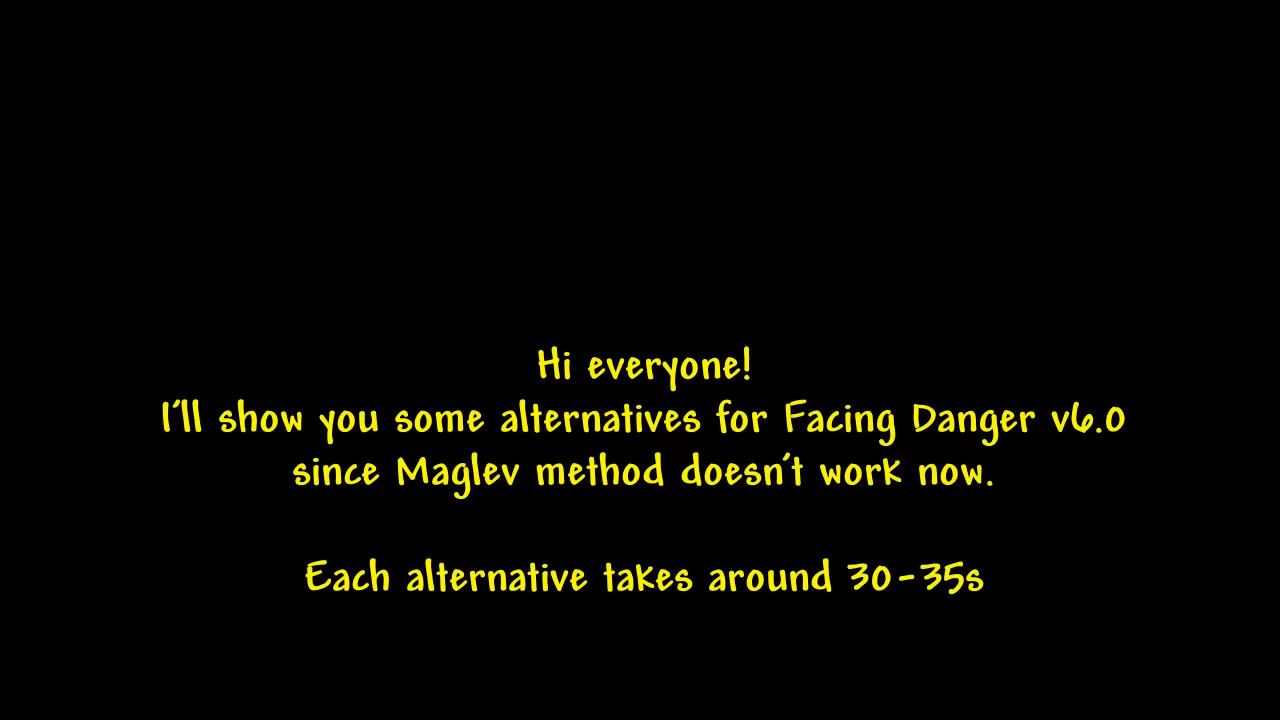 Hi everyone!
I'll show you some alternatives for Facing Danger v6.0
since Maglev method doesn't work now.
Each alternative takes around 30-35s